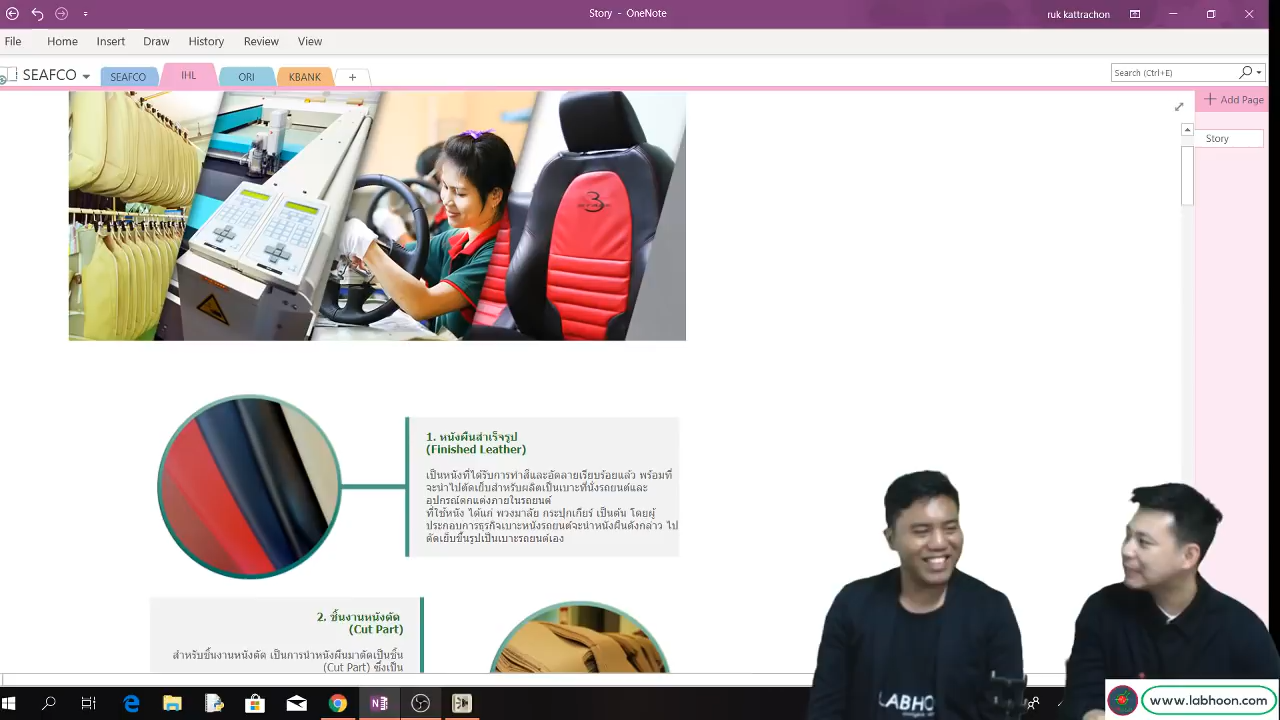 Story - OneNote
ruk kattrachon
File Home Insert Draw History Review View
SEAFCO
SEAFCO IHL ORI KBANK +
Search (Ctrl+E)
Add Page
Story
3
1. หนังผืนสำเร็จรูป
(Finished Leather)
เป็นหนังที่ได้รับการทำสีและอัดลายเรียบร้อยแล้ว พร้อมที่
จะนำไปตัดเย็บสำหรับผลิตเป็นเบาะที่นั่งรถยนต์และ
อุปกรณ์ตกแต่งภายในรถยนต์
ที่ใช้หนัง ได้แก่ พวงมาลัย กระปุกเกียร์ เป็นต้น โดยผู้
ประกอบการธุรกิจเบาะหนังรถยนต์จะนำหนังผืนดังกล่าว ไป
ตัดเย็บขึ้นรูปเป็นเบาะรถยนต์เอง
2. ชิ้นงานหนังตัด
(Cut Part)
สำหรับชิ้นงานหนังตัด เป็นการนำหนังผืนมาตัดเป็นชิ้น
(Cut Part) ซึ่งเป็น
LABHO
www.labhoon.com